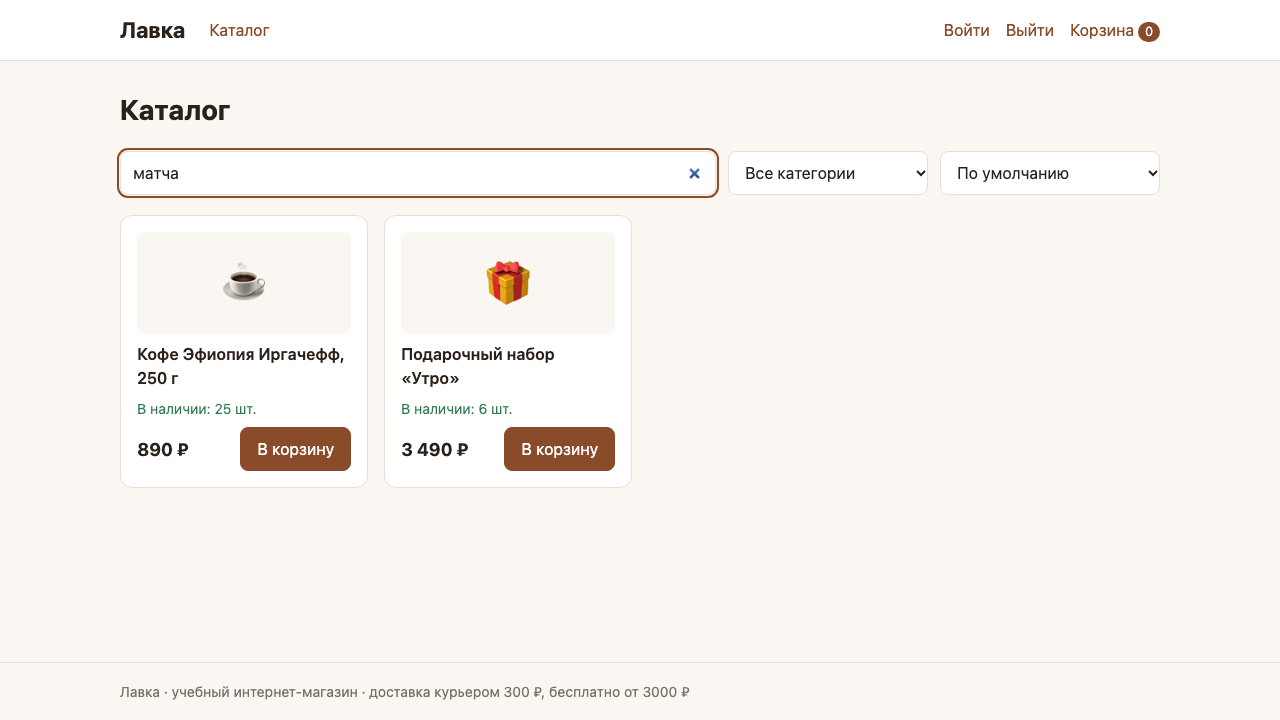 Лавка Каталог Войти Выйти Корзина 0
Каталог
матча Все категории По умолчанию
Кофе Эфиопия Иргачефф,
250 г
В наличии: 25 шт.
890 ₽ В корзину
Подарочный набор
«Утро»
В наличии: 6 шт.
3 490 ₽ В корзину
Лавка · учебный интернет-магазин · доставка курьером 300 ₽, бесплатно от 3000 ₽